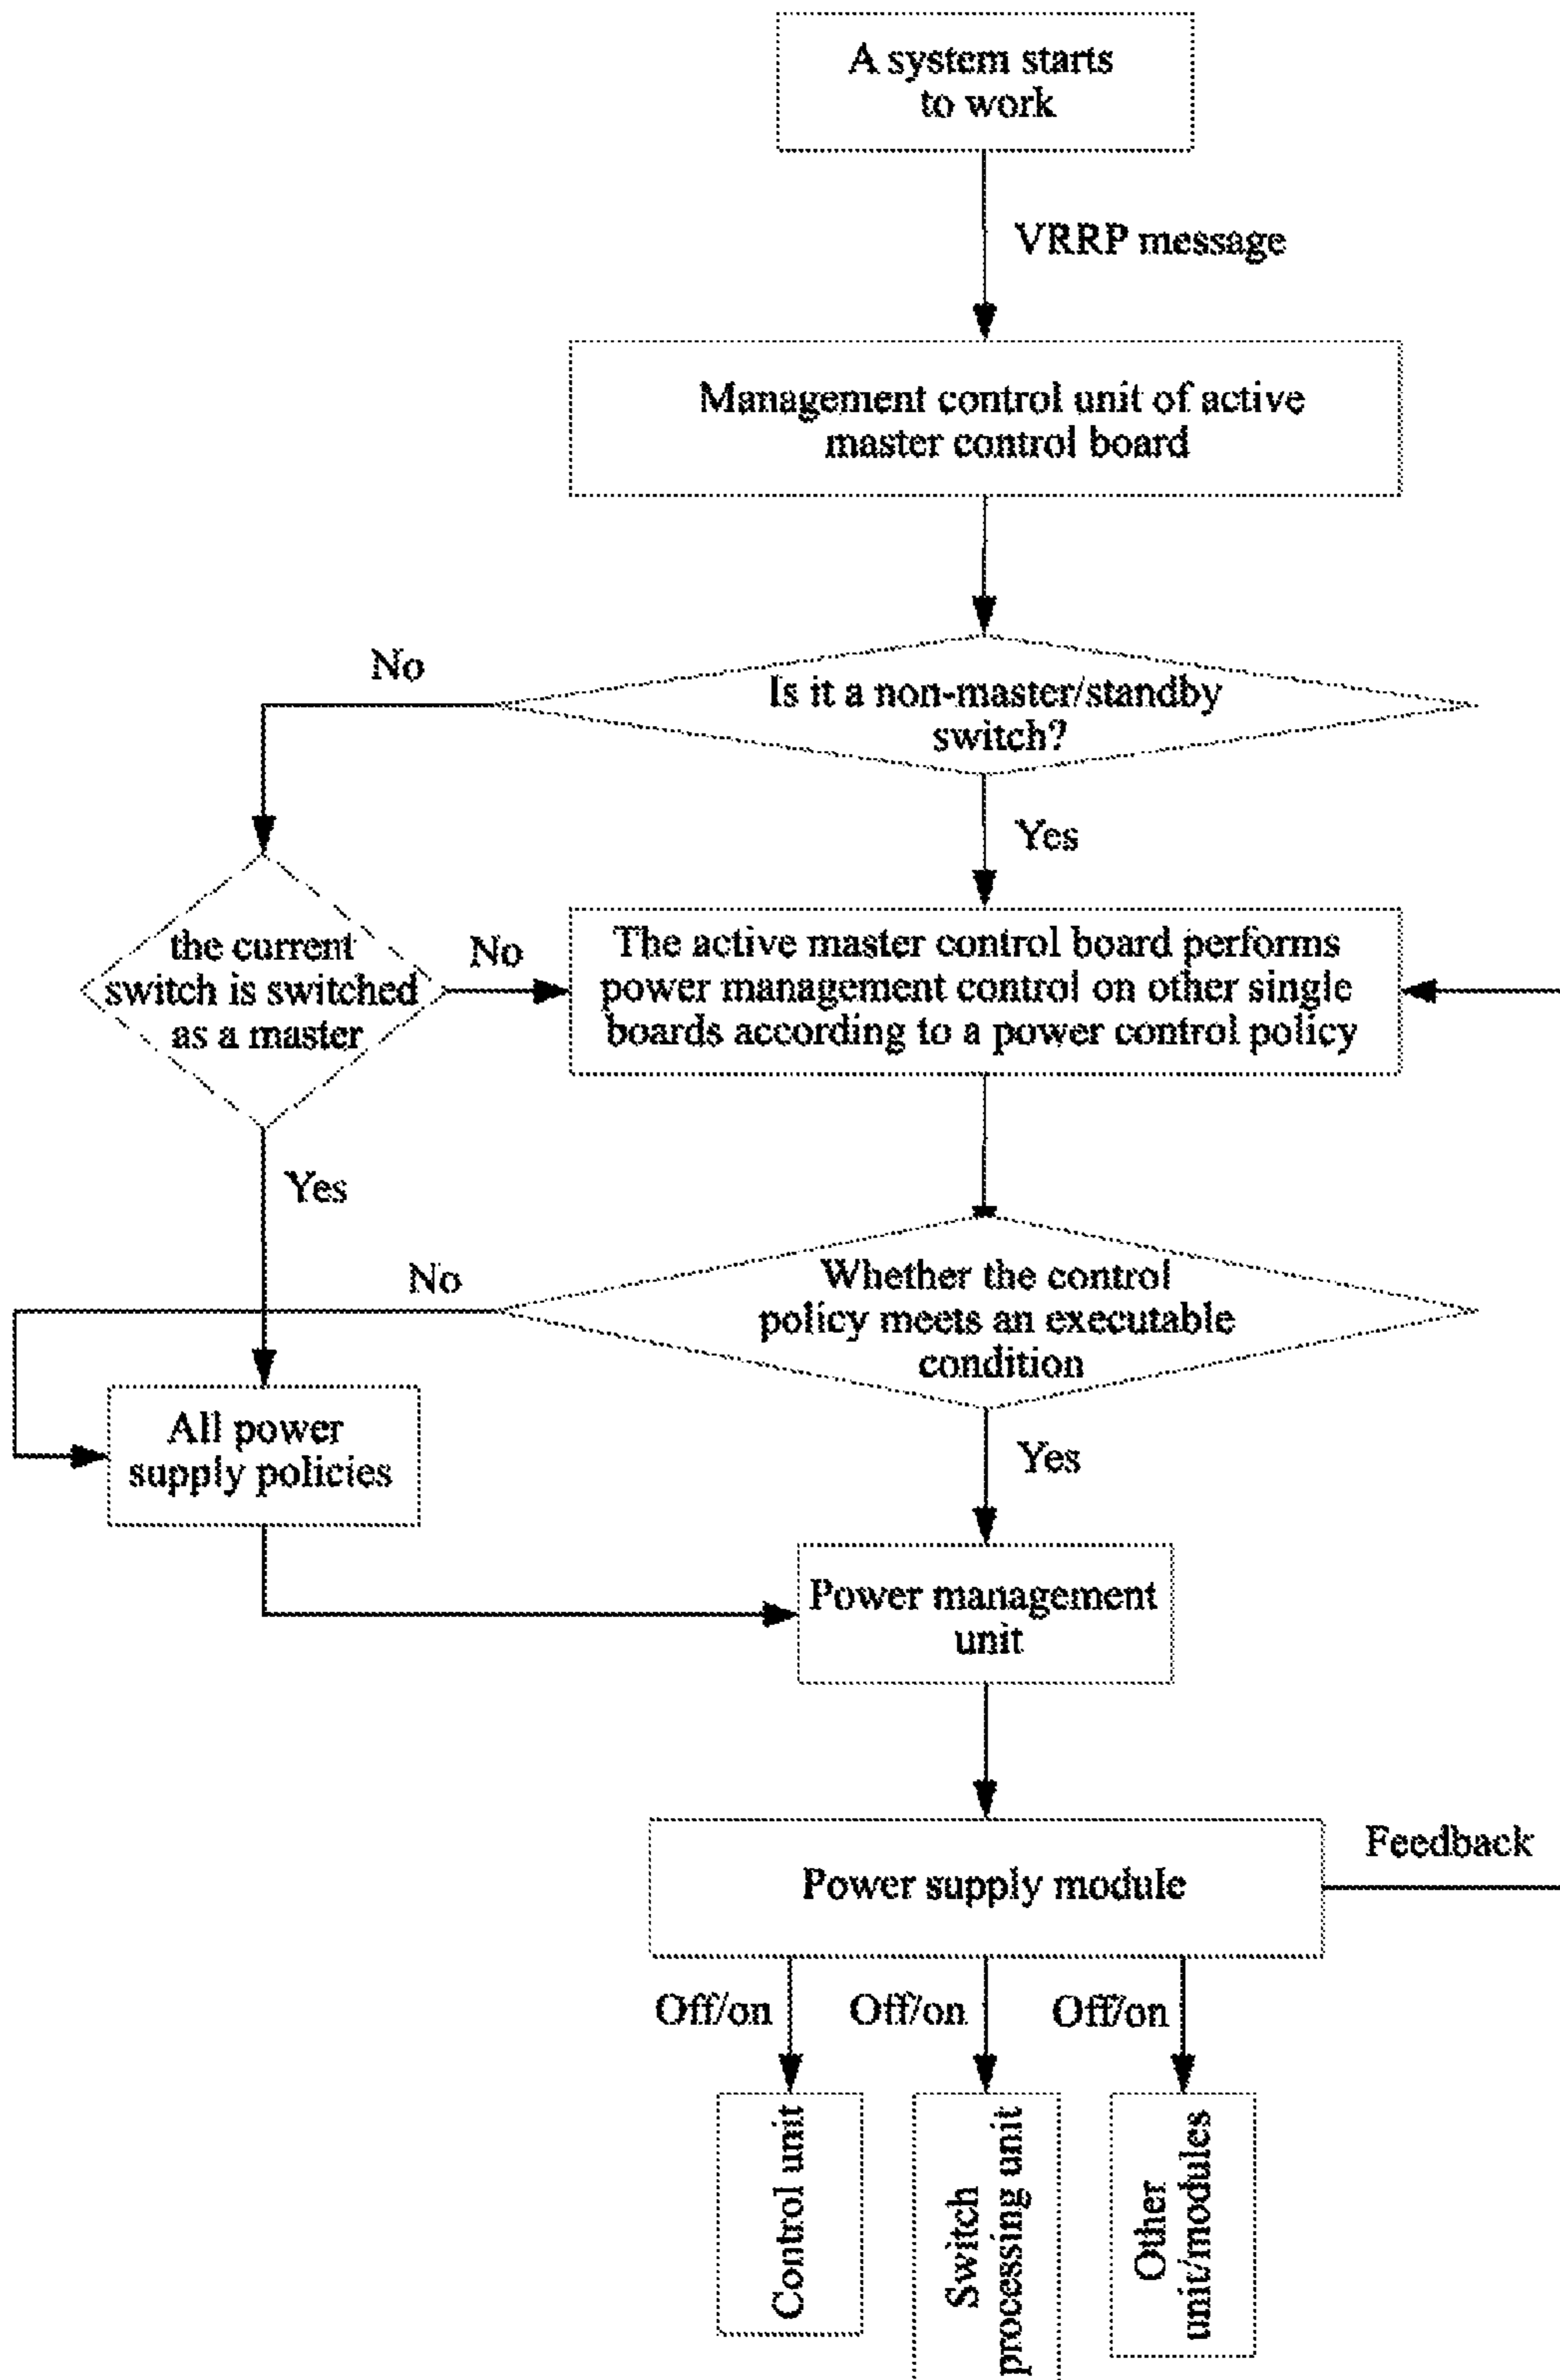 A system starts
to work
VRRP message
Management control unit of active
master control board
No
Is it a non-master/standby
switch?
Yes
the current
switch is switched
as a master
No
The active master control board performs
power management control on other single
boards according to a power control policy
Yes
No
Whether the control
policy meets an executable
condition
All power
supply policies
Yes
Power management
unit
Power supply module
Feedback
Off/on
Off/on
Off/on
Control unit
Switch
processing unit
Other
unit/modules